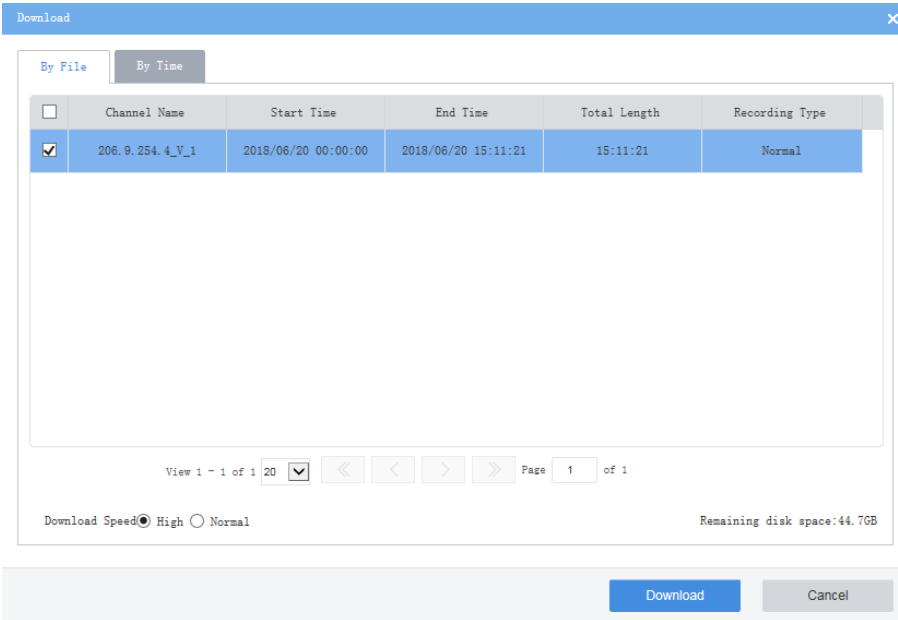 Download
By File By Time
Channel Name Start Time End Time Total Length Recording Type
206.9.254.4_V_1 2018/06/20 00:00:00 2018/06/20 15:11:21 15:11:21 Normal
View 1 - 1 of 1 20 Page 1 of 1
Download Speed High Normal Remaining disk space:44.7GB
Download Cancel